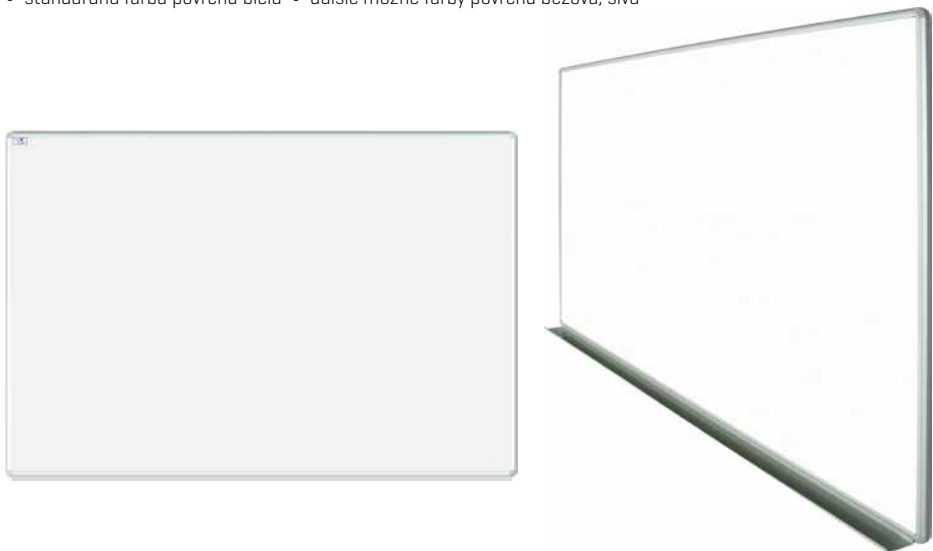 • štandardná farba povrchu biela • ďalšie možné farby povrchu béžová, sivá